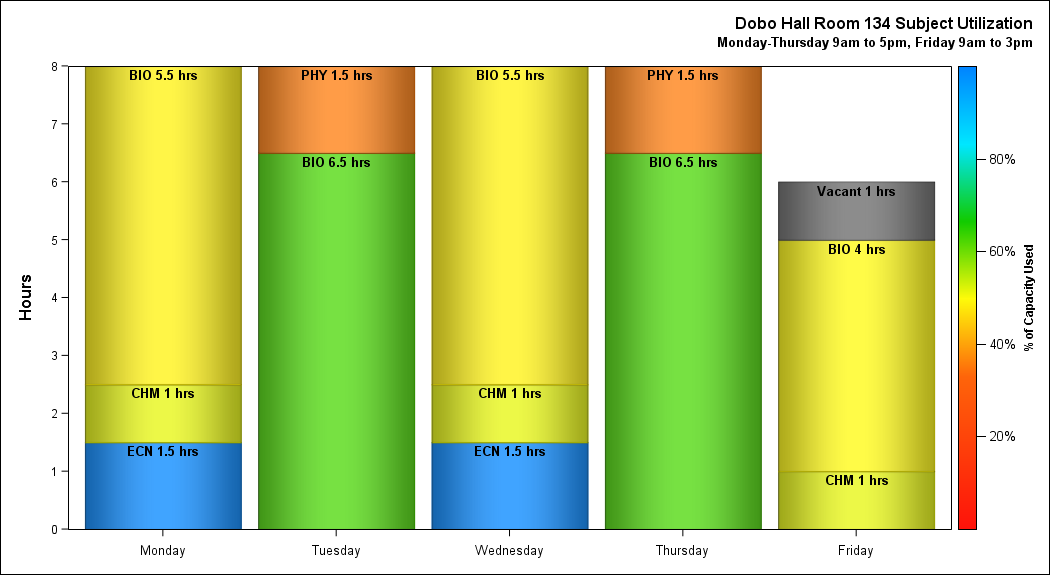 Dobo Hall Room 134 Subject Utilization
Monday-Thursday 9am to 5pm, Friday 9am to 3pm
Hours
8
7
6
5
4
3
2
1
0
BIO 5.5 hrs
CHM 1 hrs
ECN 1.5 hrs
PHY 1.5 hrs
BIO 6.5 hrs
BIO 5.5 hrs
CHM 1 hrs
ECN 1.5 hrs
PHY 1.5 hrs
BIO 6.5 hrs
Vacant 1 hrs
BIO 4 hrs
CHM 1 hrs
Monday
Tuesday
Wednesday
Thursday
Friday
80%
60%
40%
20%
% of Capacity Used